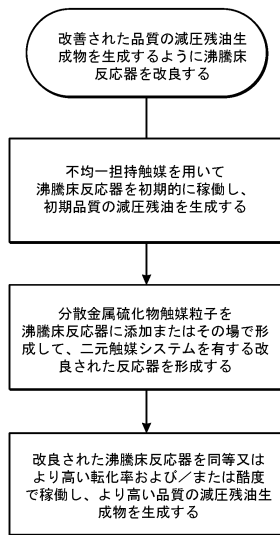 改善された品質の減圧残油生
成物を生成するように沸騰床
反応器を改良する
不均一担持触媒を用いて
沸騰床反応器を初期的に稼働し、
初期品質の減圧残油を生成する
分散金属硫化物触媒粒子を
沸騰床反応器に添加またはその場で形
成して、二元触媒システムを有する改
良された反応器を形成する
改良された沸騰床反応器を同等又は
より高い転化率および/または酷度
で稼働し、より高い品質の減圧残油生
成物を生成する